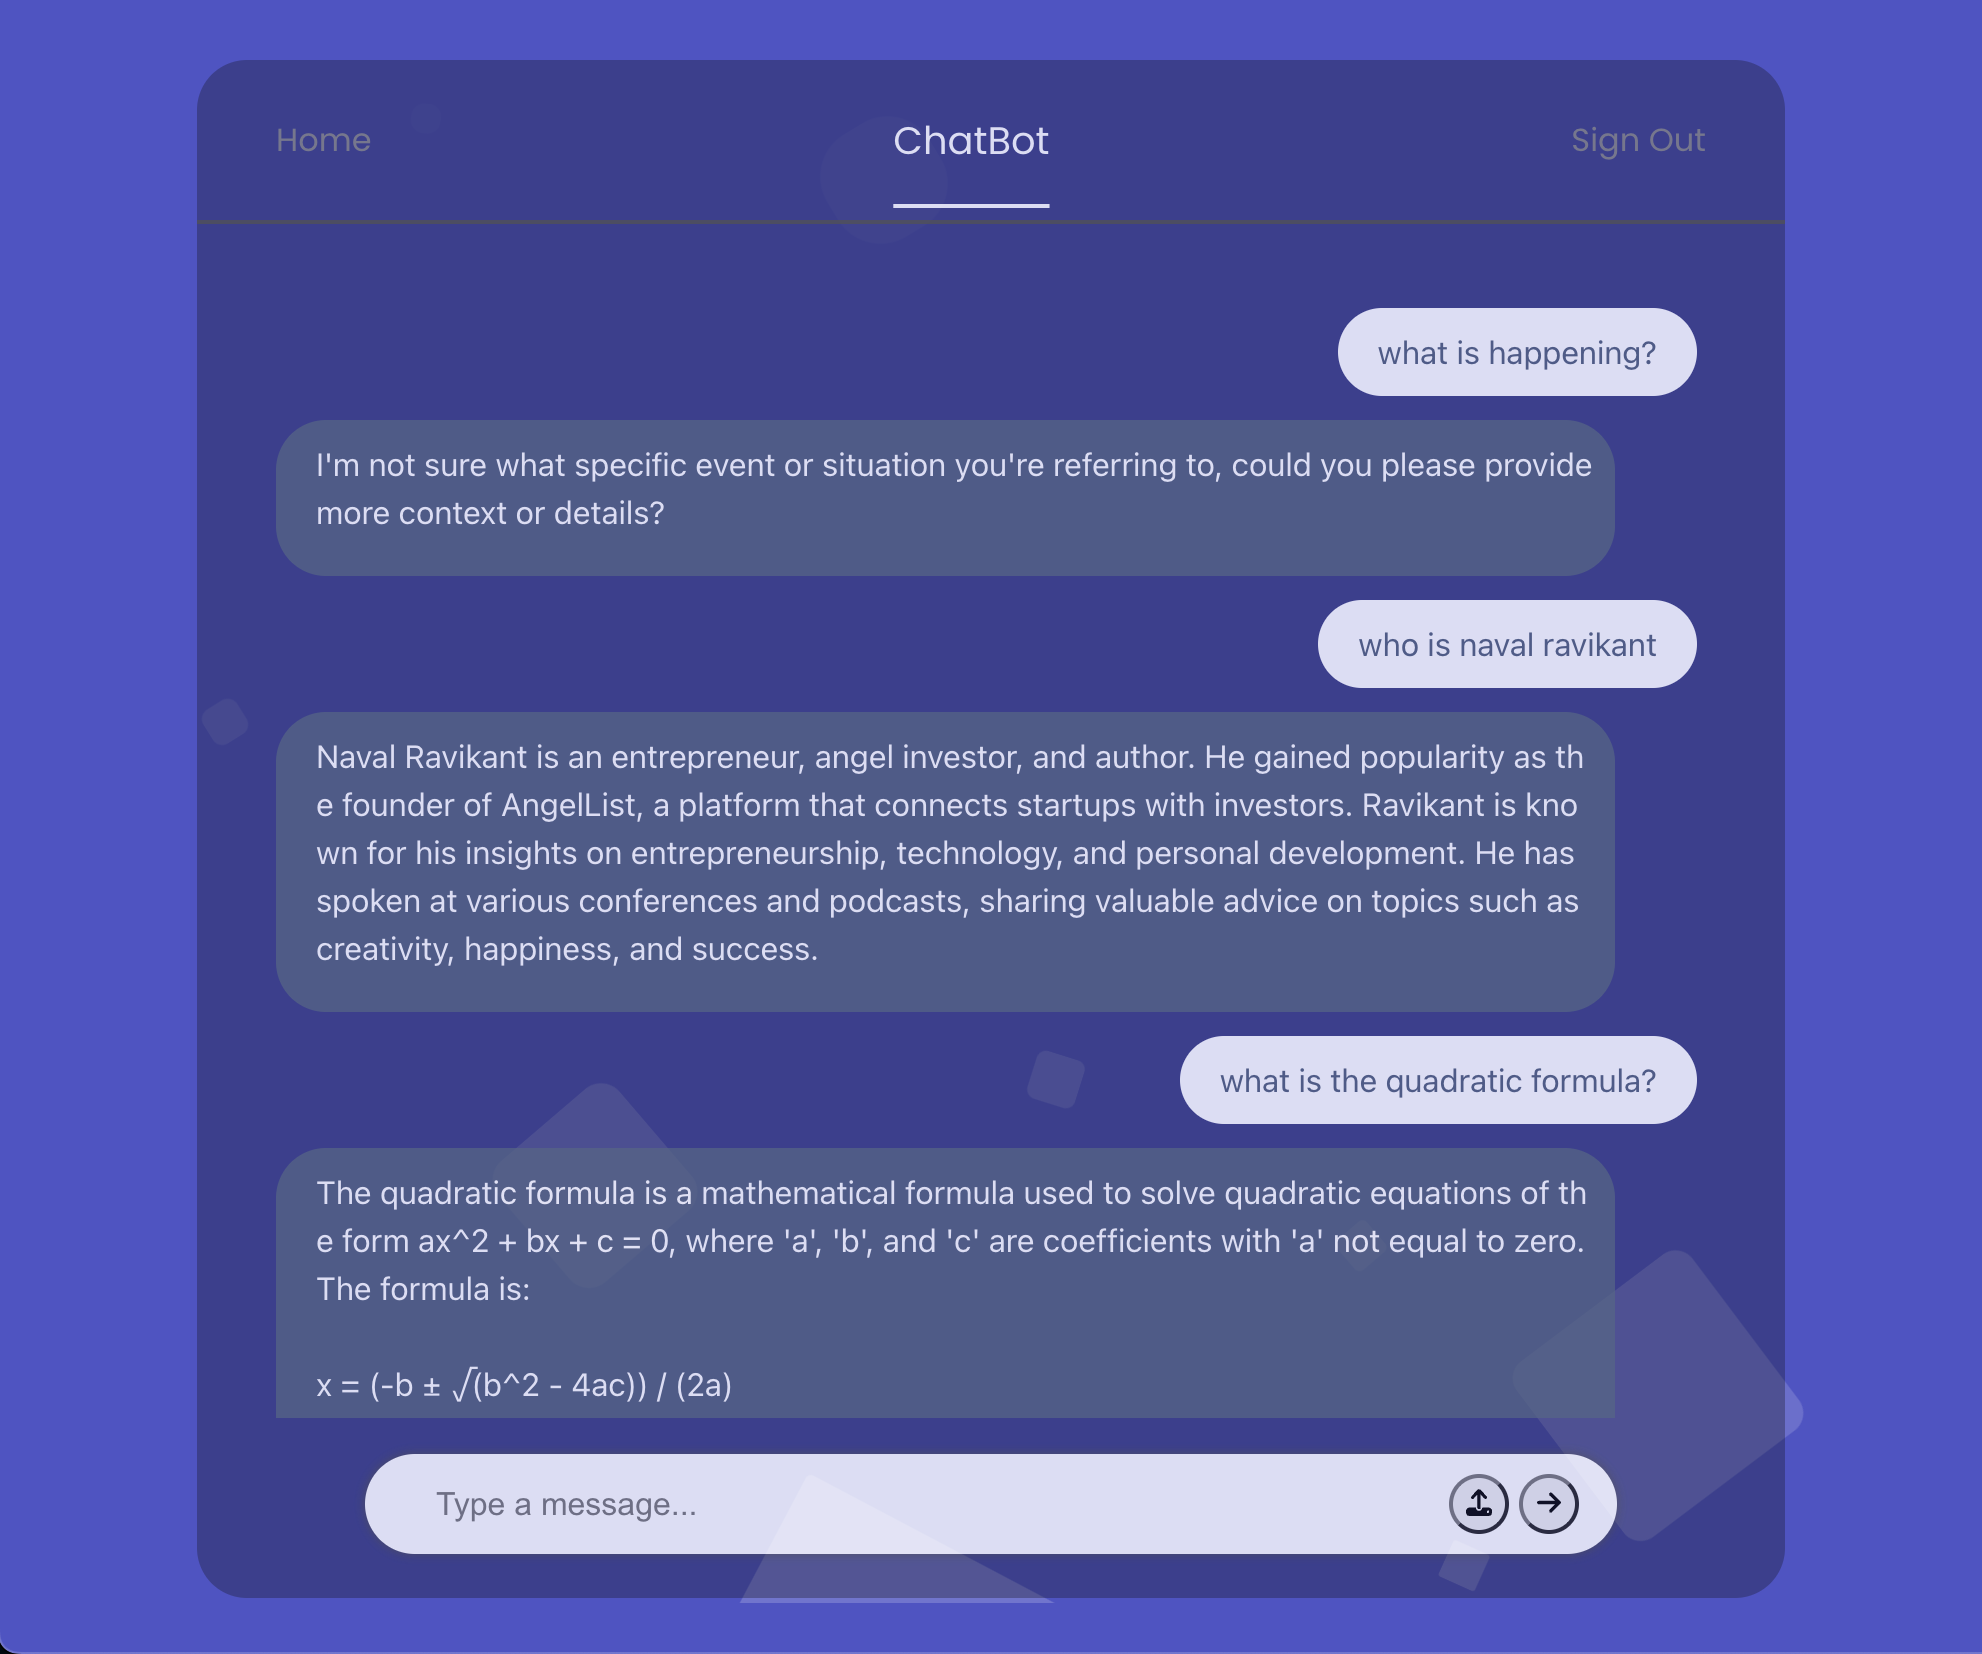 Home
ChatBot
Sign Out
what is happening?
I'm not sure what specific event or situation you're referring to, could you please provide
more context or details?
who is naval ravikant
Naval Ravikant is an entrepreneur, angel investor, and author. He gained popularity as th
e founder of AngelList, a platform that connects startups with investors. Ravikant is kno
wn for his insights on entrepreneurship, technology, and personal development. He has
spoken at various conferences and podcasts, sharing valuable advice on topics such as
creativity, happiness, and success.
what is the quadratic formula?
The quadratic formula is a mathematical formula used to solve quadratic equations of th
e form ax^2 + bx + c = 0, where 'a', 'b', and 'c' are coefficients with 'a' not equal to zero.
The formula is:
x = (-b ± √(b^2 - 4ac)) / (2a)
Type a message...